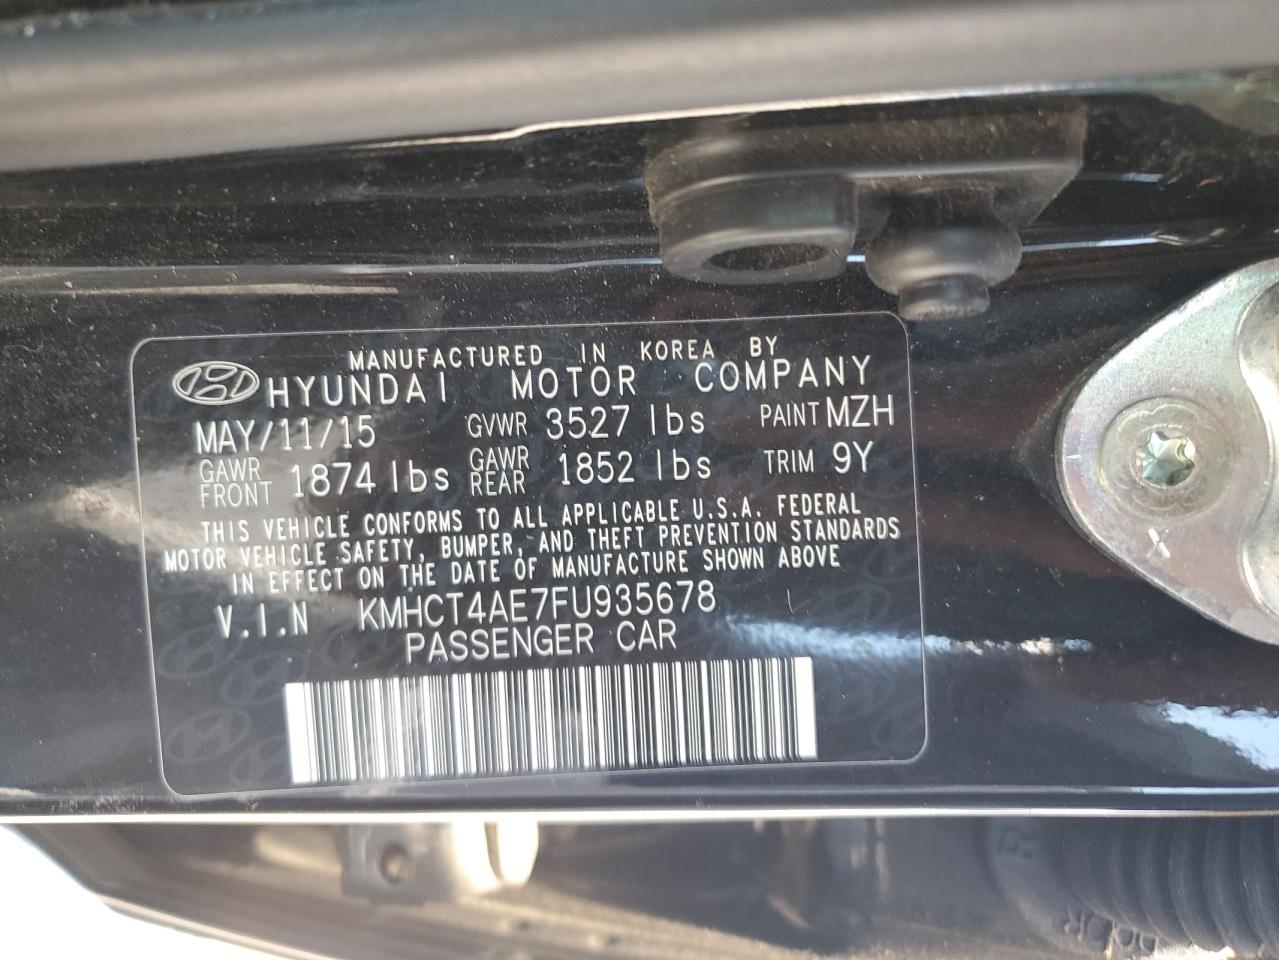 MANUFACTURED IN KOREA BY
HYUNDAI MOTOR COMPANY
MAY/11/15 GVWR 3527 lbs PAINT MZH
GAWR FRONT 1874 lbs GAWR REAR 1852 lbs TRIM 9Y
THIS VEHICLE CONFORMS TO ALL APPLICABLE U.S.A. FEDERAL
MOTOR VEHICLE SAFETY, BUMPER, AND THEFT PREVENTION STANDARDS
IN EFFECT ON THE DATE OF MANUFACTURE SHOWN ABOVE
V.I.N KMHCT4AE7FU935678
PASSENGER CAR